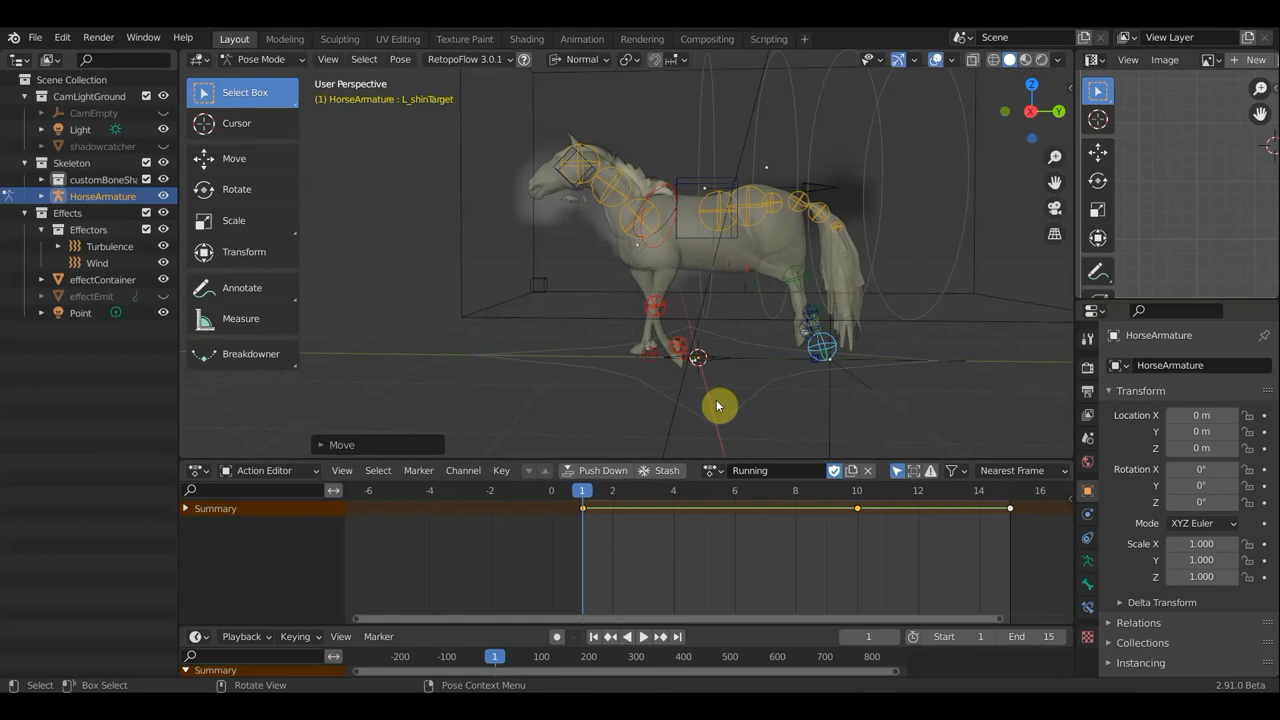 File Edit Render Window Help Layout Modeling Sculpting UV Editing Texture Paint Shading Animation Rendering Compositing Scripting + Scene View Layer
Pose Mode View Select Pose RetopoFlow 3.0.1 Normal View Image New
Scene Collection
CamLightGround
CamEmpty
Light
shadowcatcher
Skeleton
customBoneSha
HorseArmature
Effects
Effectors
Turbulence
Wind
effectContainer
effectEmit
Point
Select Box
Cursor
Move
Rotate
Scale
Transform
Annotate
Measure
Breakdowner
User Perspective
(1) HorseArmature : L_shinTarget
Z
X
Y
Move
HorseArmature
HorseArmature
Transform
Location X 0 m
Y 0 m
Z 0 m
Rotation X 0°
Y 0°
Z 0°
Mode XYZ Euler
Scale X 1.000
Y 1.000
Z 1.000
Delta Transform
Relations
Collections
Instancing
Action Editor View Select Marker Channel Key Push Down Stash Running Nearest Frame
-6 -4 -2 0 1 2 4 6 8 10 12 14 16
Summary
Playback Keying View Marker 1 Start 1 End 15
-200 -100 1 100 200 300 400 500 600 700 800
Summary
Select Box Select Rotate View Pose Context Menu 2.91.0 Beta